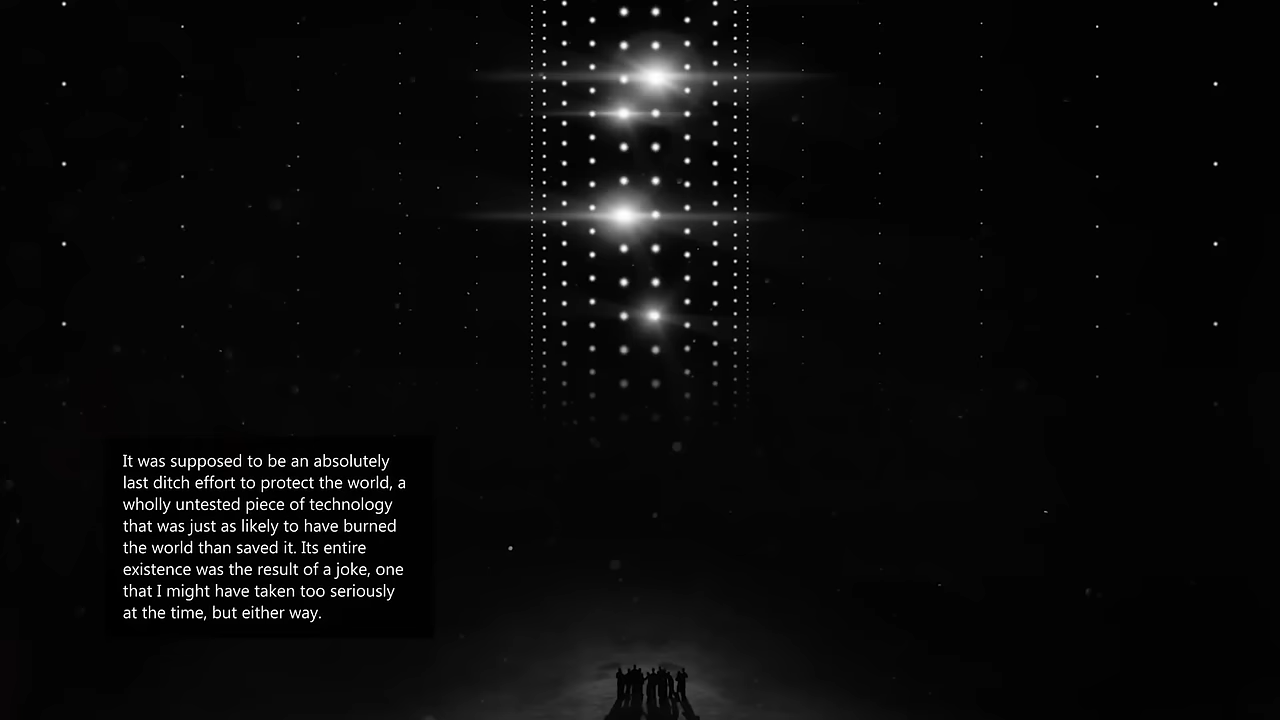 It was supposed to be an absolutely
last ditch effort to protect the world, a
wholly untested piece of technology
that was just as likely to have burned
the world than saved it. Its entire
existence was the result of a joke, one
that I might have taken too seriously
at the time, but either way.